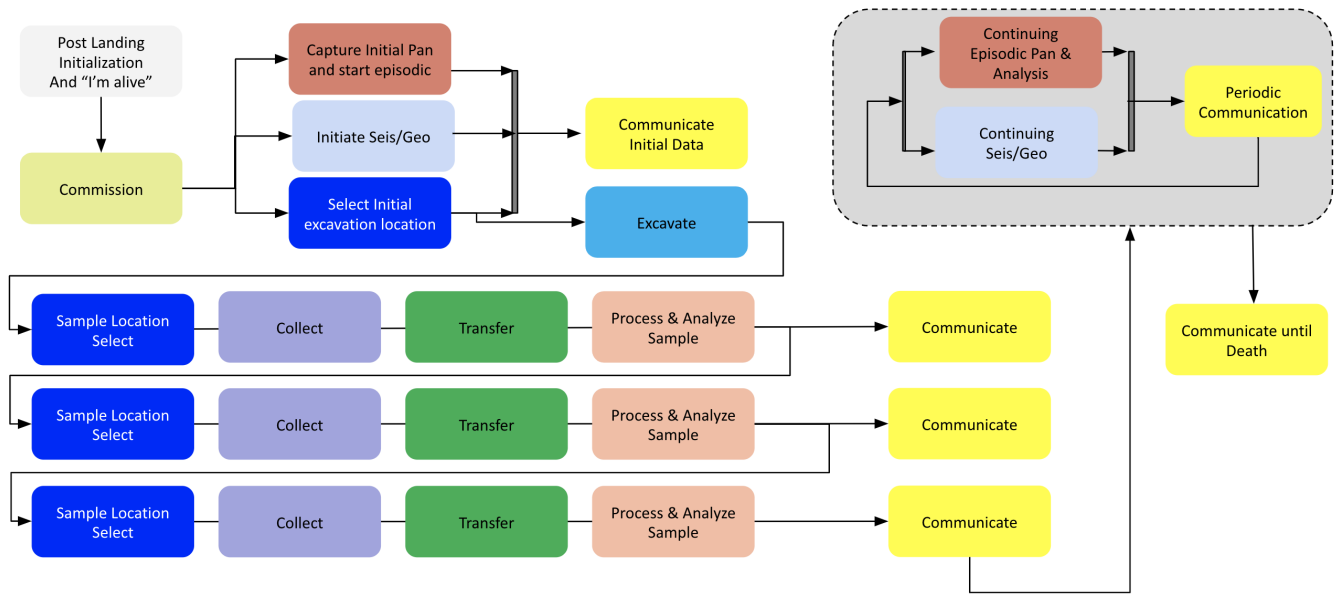 Post Landing
Initialization
And “I’m alive”
Commission
Capture Initial Pan
and start episodic
Initiate Seis/Geo
Select Initial
excavation location
Communicate
Initial Data
Excavate
Continuing
Episodic Pan &
Analysis
Continuing
Seis/Geo
Periodic
Communication
Communicate until
Death
Sample Location
Select
Collect
Transfer
Process & Analyze
Sample
Communicate
Sample Location
Select
Collect
Transfer
Process & Analyze
Sample
Communicate
Sample Location
Select
Collect
Transfer
Process & Analyze
Sample
Communicate